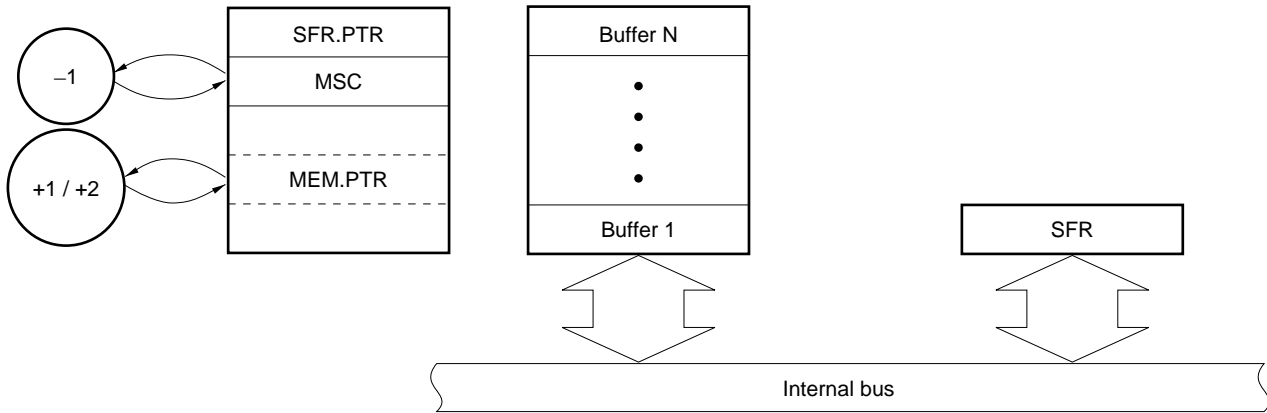 SFR.PTR
MSC
MEM.PTR
–1
+1 / +2
Buffer N
Buffer 1
SFR
Internal bus